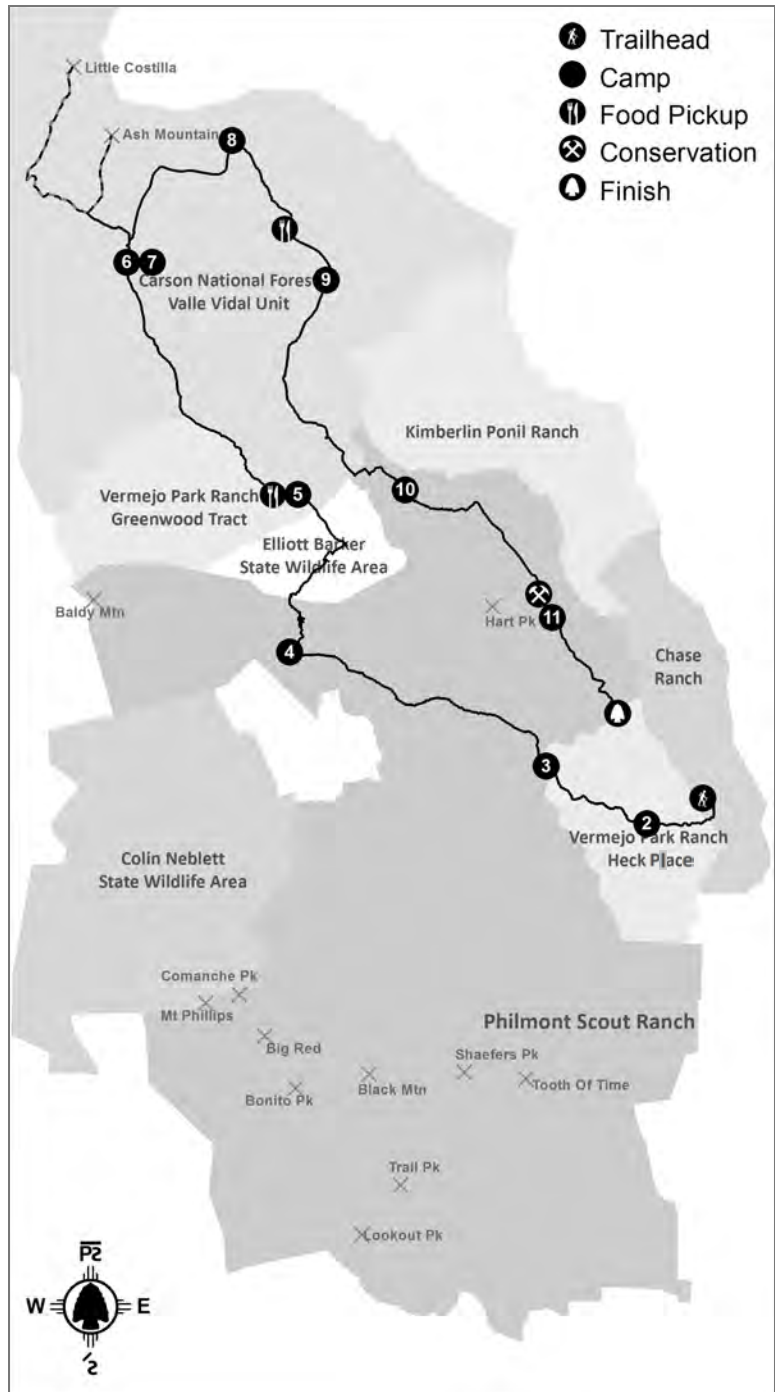 Trailhead
Camp
Food Pickup
Conservation
Finish
Little Costilla
Ash Mountain
8
6
7
9
Carson National Fores
Valle Vidal Unit
Kimberlin Ponil Ranch
Vermejo Park Ranch
Greenwood Tract
5
10
Elliott Barker
State Wildlife Area
Baldy Mtn
Hart Pk
11
4
Chase
Ranch
3
2
Vermejo Park Ranch
Heck Place
Colin Neblett
State Wildlife Area
Comanche Pk
Mt Phillips
Big Red
Philmont Scout Ranch
Shaefers Pk
Black Mtn
Tooth Of Time
Bonito Pk
Trail Pk
Lookout Pk
W
E